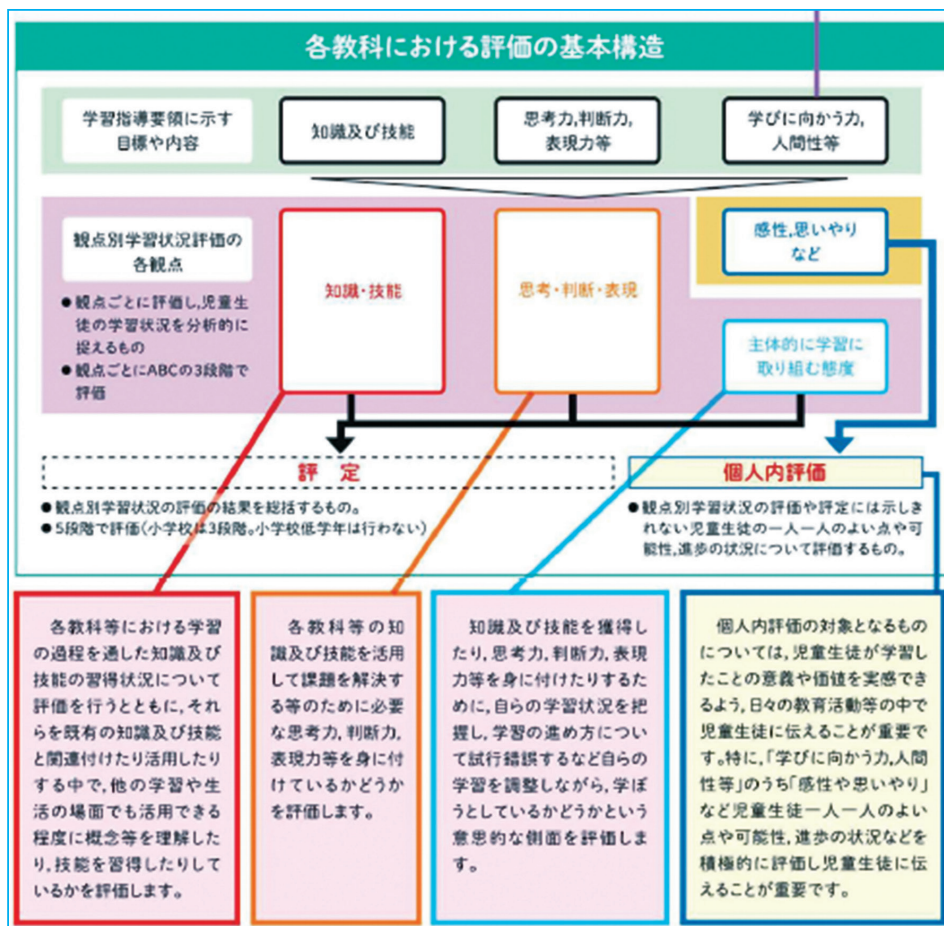 各教科における評価の基本構造
学習指導要領に示す
目標や内容
知識及び技能
思考力,判断力,
表現力等
学びに向かう力,
人間性等
観点別学習状況評価の
各観点
●観点ごとに評価し,児童生
徒の学習状況を分析的に
捉えるもの
●観点ごとにABCの3段階で
評価
知識・技能
思考・判断・表現
感性,思いやり
など
主体的に学習に
取り組む態度
評 定
●観点別学習状況の評価の結果を総括するもの。
●5段階で評価(小学校は3段階。小学校低学年は行わない)
個人内評価
●観点別学習状況の評価や評定には示しき
れない児童生徒の一人一人のよい点や可
能性,進歩の状況について評価するもの。
各教科等における学習
の過程を通した知識及び
技能の習得状況について
評価を行うとともに,それ
らを既有の知識及び技能
と関連付けたり活用したり
する中で,他の学習や生
活の場面でも活用できる
程度に概念等を理解した
り,技能を習得したりして
いるかを評価します。
各教科等の知
識及び技能を活用
して課題を解決す
る等のために必要
な思考力,判断力,
表現力等を身に付
けているかどうか
を評価します。
知識及び技能を獲得し
たり,思考力,判断力,表現
力等を身に付けたりするた
めに,自らの学習状況を把
握し,学習の進め方につい
て試行錯誤するなど自らの
学習を調整しながら,学ぼ
うとしているかどうかという
意思的な側面を評価しま
す。
個人内評価の対象となるもの
については,児童生徒が学習し
たことの意義や価値を実感でき
るよう,日々の教育活動等の中で
児童生徒に伝えることが重要で
す。特に,「学びに向かう力,人間
性等」のうち「感性や思いやり」
など児童生徒一人一人のよい
点や可能性,進歩の状況などを
積極的に評価し児童生徒に伝
えることが重要です。